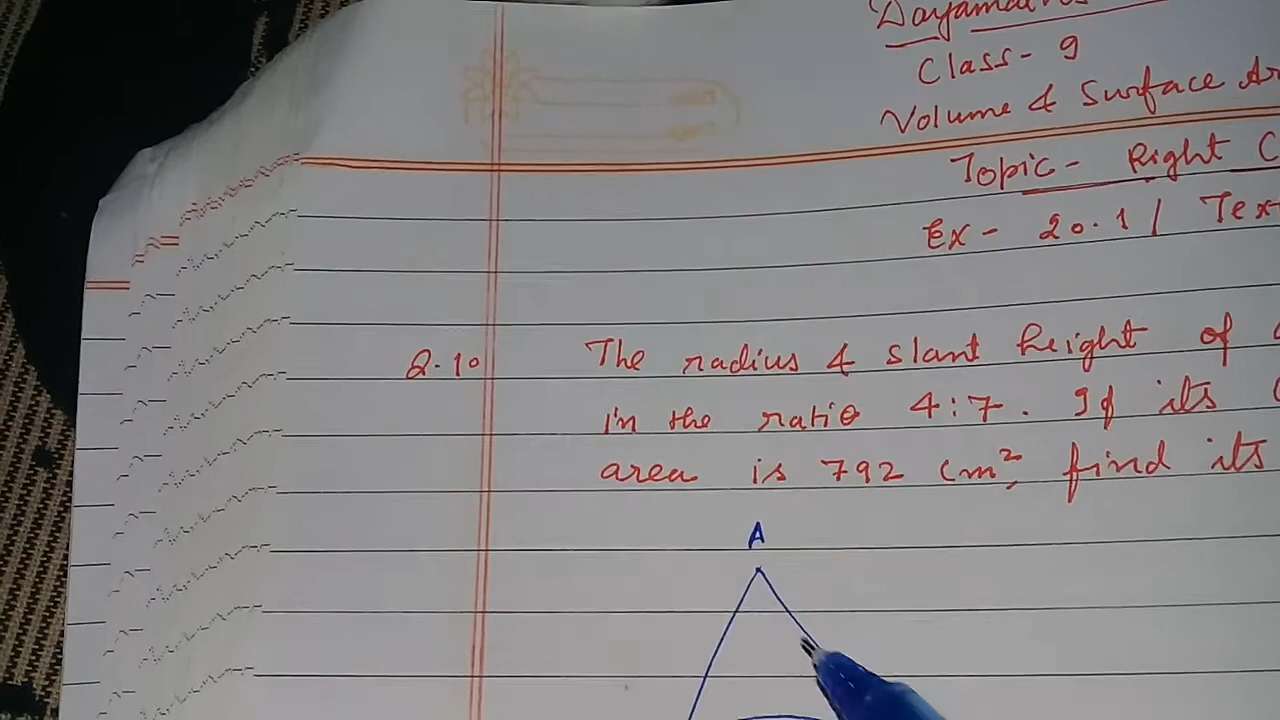 Class- 9
Volume & Surface
Topic- Right
Ex- 20.1 /
Q.10 The radius & slant height of
in the ratio 4:7. If its
area is 792 cm², find its
A